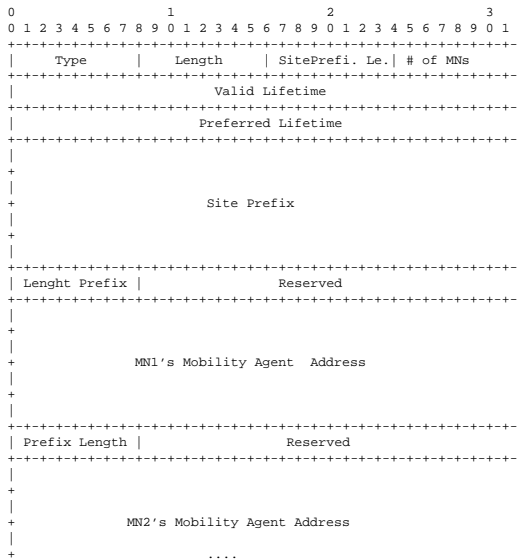 0                   1                   2                   3
0 1 2 3 4 5 6 7 8 9 0 1 2 3 4 5 6 7 8 9 0 1 2 3 4 5 6 7 8 9 0 1
+-+-+-+-+-+-+-+-+-+-+-+-+-+-+-+-+-+-+-+-+-+-+-+-+-+-+-+-+-+-+-+-
|     Type      |    Length     | SitePrefi. Le.| # of MNs
+-+-+-+-+-+-+-+-+-+-+-+-+-+-+-+-+-+-+-+-+-+-+-+-+-+-+-+-+-+-+-+-
|                         Valid Lifetime
+-+-+-+-+-+-+-+-+-+-+-+-+-+-+-+-+-+-+-+-+-+-+-+-+-+-+-+-+-+-+-+-
|                       Preferred Lifetime
+-+-+-+-+-+-+-+-+-+-+-+-+-+-+-+-+-+-+-+-+-+-+-+-+-+-+-+-+-+-+-+-
|
+
|
+                        Site Prefix
|
+
|
+-+-+-+-+-+-+-+-+-+-+-+-+-+-+-+-+-+-+-+-+-+-+-+-+-+-+-+-+-+-+-+-
| Lenght Prefix |                 Reserved
+-+-+-+-+-+-+-+-+-+-+-+-+-+-+-+-+-+-+-+-+-+-+-+-+-+-+-+-+-+-+-+-
|
+
|
+               MN1's Mobility Agent  Address
|
+
|
+-+-+-+-+-+-+-+-+-+-+-+-+-+-+-+-+-+-+-+-+-+-+-+-+-+-+-+-+-+-+-+-
| Prefix Length |                  Reserved
+-+-+-+-+-+-+-+-+-+-+-+-+-+-+-+-+-+-+-+-+-+-+-+-+-+-+-+-+-+-+-+-
|
+
|
+              MN2's Mobility Agent Address
|
+                        ....